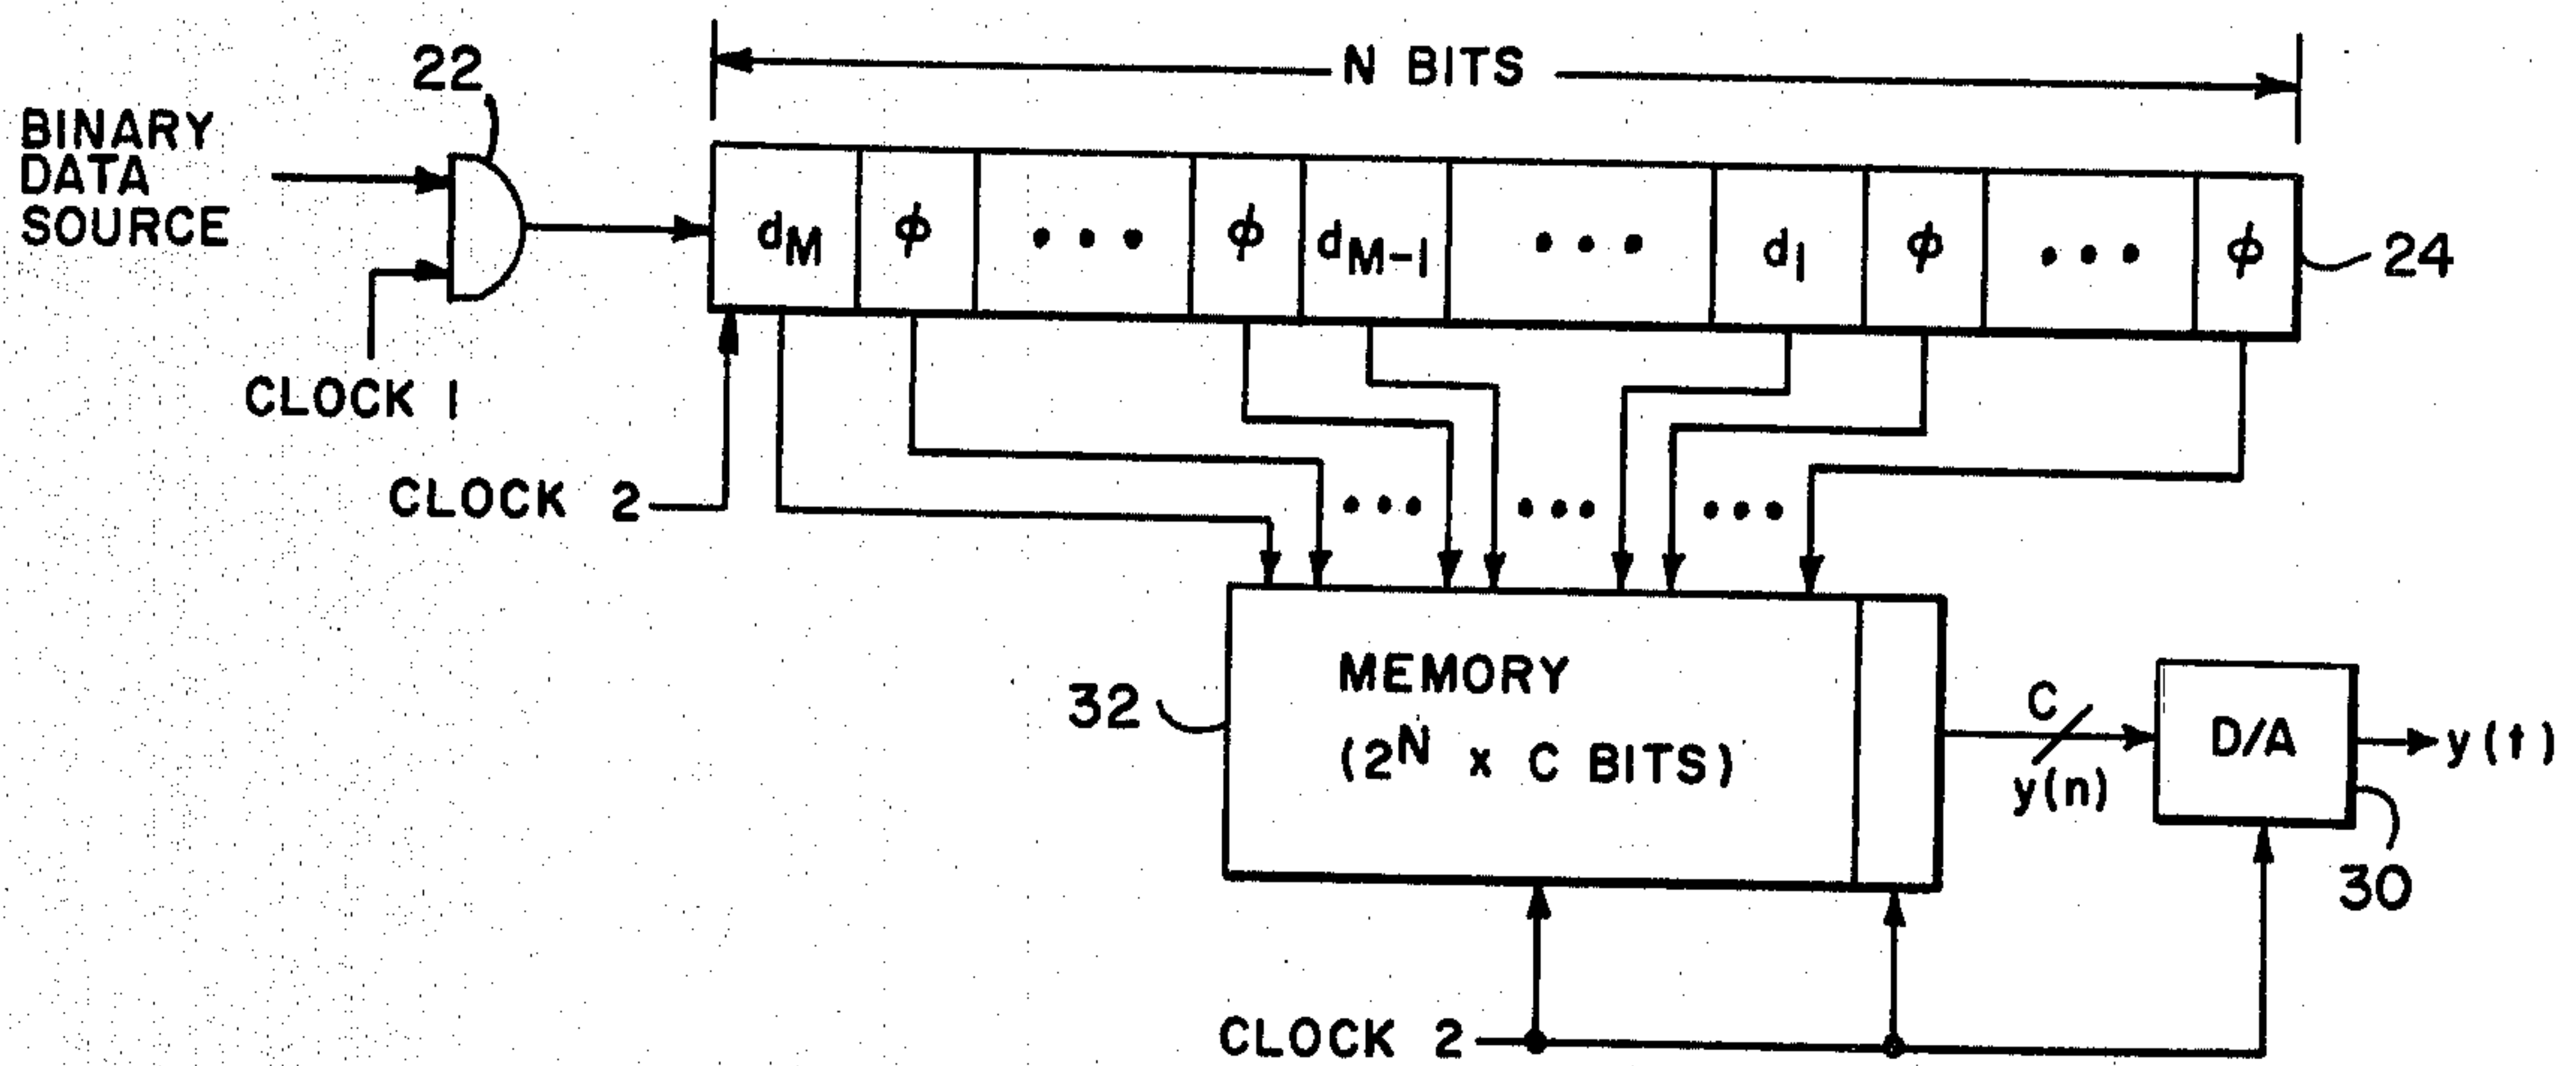 22
N BITS
BINARY
DATA
SOURCE
dM ϕ • • • ϕ dM-1 • • • d1 ϕ • • • ϕ
24
CLOCK 1
CLOCK 2
• • • • • • • • •
MEMORY
(2^N x C BITS)
32
C
y(n)
D/A
y(t)
30
CLOCK 2